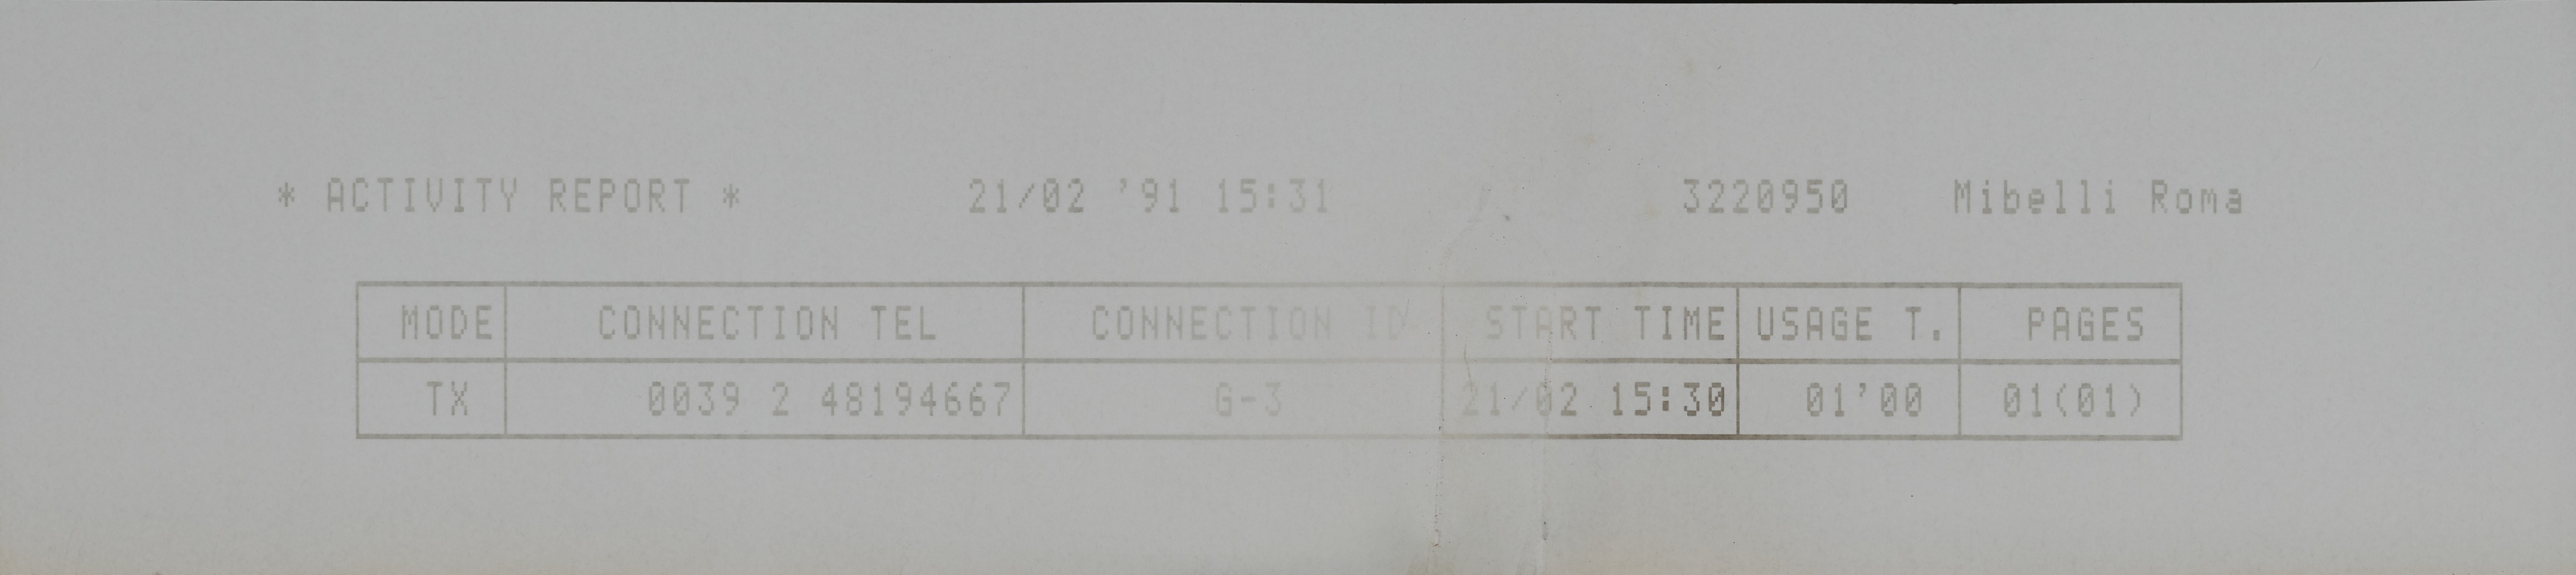 * ACTIVITY REPORT * 21/02 '91 15:31 3220950 Mibelli Roma
MODE CONNECTION TEL CONNECTION ID START TIME USAGE T. PAGES
TX 0039 2 48194667 G-3 21/02 15:30 01'00 01(01)